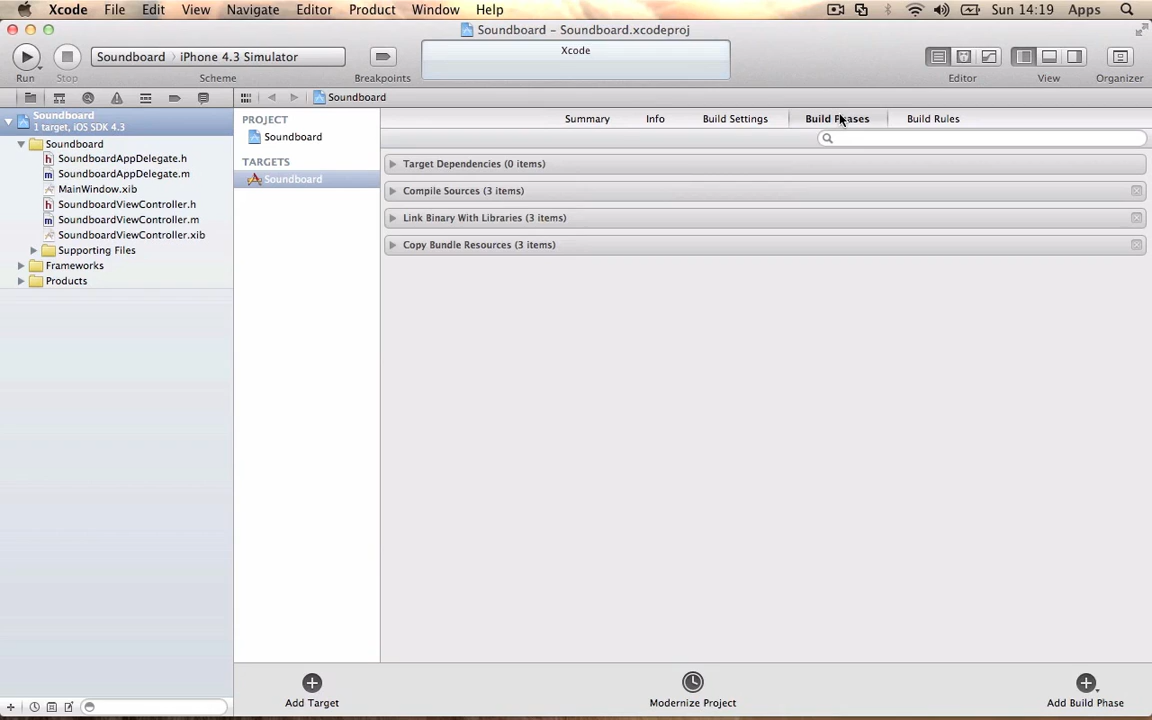 Xcode File Edit View Navigate Editor Product Window Help Sun 14:19 Apps
Soundboard – Soundboard.xcodeproj
Soundboard › iPhone 4.3 Simulator
Xcode
Run Stop Scheme Breakpoints Editor View Organizer
Soundboard
1 target, iOS SDK 4.3
Soundboard
SoundboardAppDelegate.h
SoundboardAppDelegate.m
MainWindow.xib
SoundboardViewController.h
SoundboardViewController.m
SoundboardViewController.xib
Supporting Files
Frameworks
Products
Soundboard
PROJECT
Soundboard
TARGETS
Soundboard
Summary Info Build Settings Build Phases Build Rules
Target Dependencies (0 items)
Compile Sources (3 items)
Link Binary With Libraries (3 items)
Copy Bundle Resources (3 items)
Add Target Modernize Project Add Build Phase